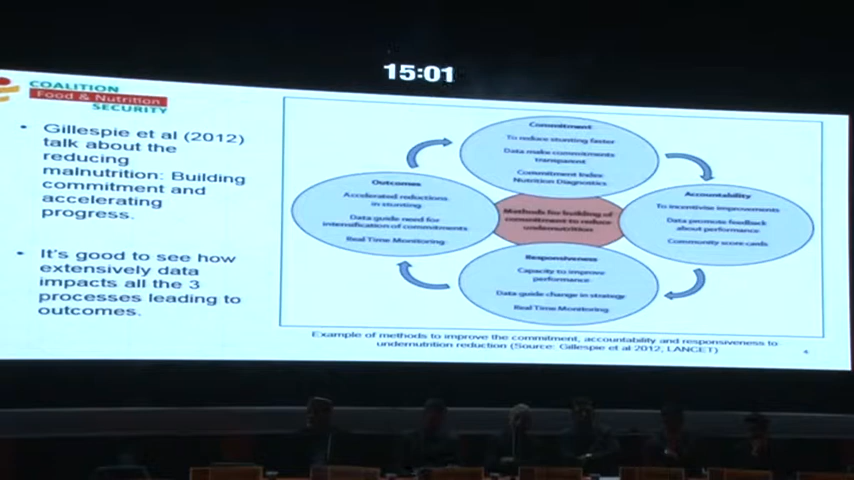 15:01
COALITION
Food & Nutrition
SECURITY
• Gillespie et al (2012)
talk about the
reducing
malnutrition: Building
commitment and
accelerating
progress.
• It's good to see how
extensively data
impacts all the 3
processes leading to
outcomes.
Commitment
To reduce stunting faster
Data make commitments
transparent
Commitment Index
Nutrition Diagnostics
Outcomes
Accelerated reductions
in stunting
Data guide need for
intensification of commitments
Real Time Monitoring
Methods for building of
commitment to reduce
undernutrition
Accountability
To incentivise improvements
Data promote feedback
about performance
Community score cards
Responsiveness
Capacity to improve
performance
Data guide change in strategy
Real Time Monitoring
Example of methods to improve the commitment, accountability and responsiveness to
undernutrition reduction (Source: Gillespie et al 2012, LANCET)